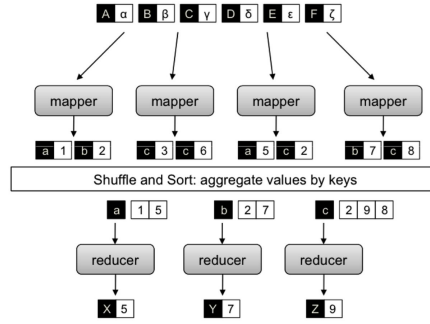 A α B β C γ D δ E ε F ζ
mapper mapper mapper mapper
a 1 b 2 c 3 c 6 a 5 c 2 b 7 c 8
Shuffle and Sort: aggregate values by keys
a 1 5 b 2 7 c 2 9 8
reducer reducer reducer
X 5 Y 7 Z 9